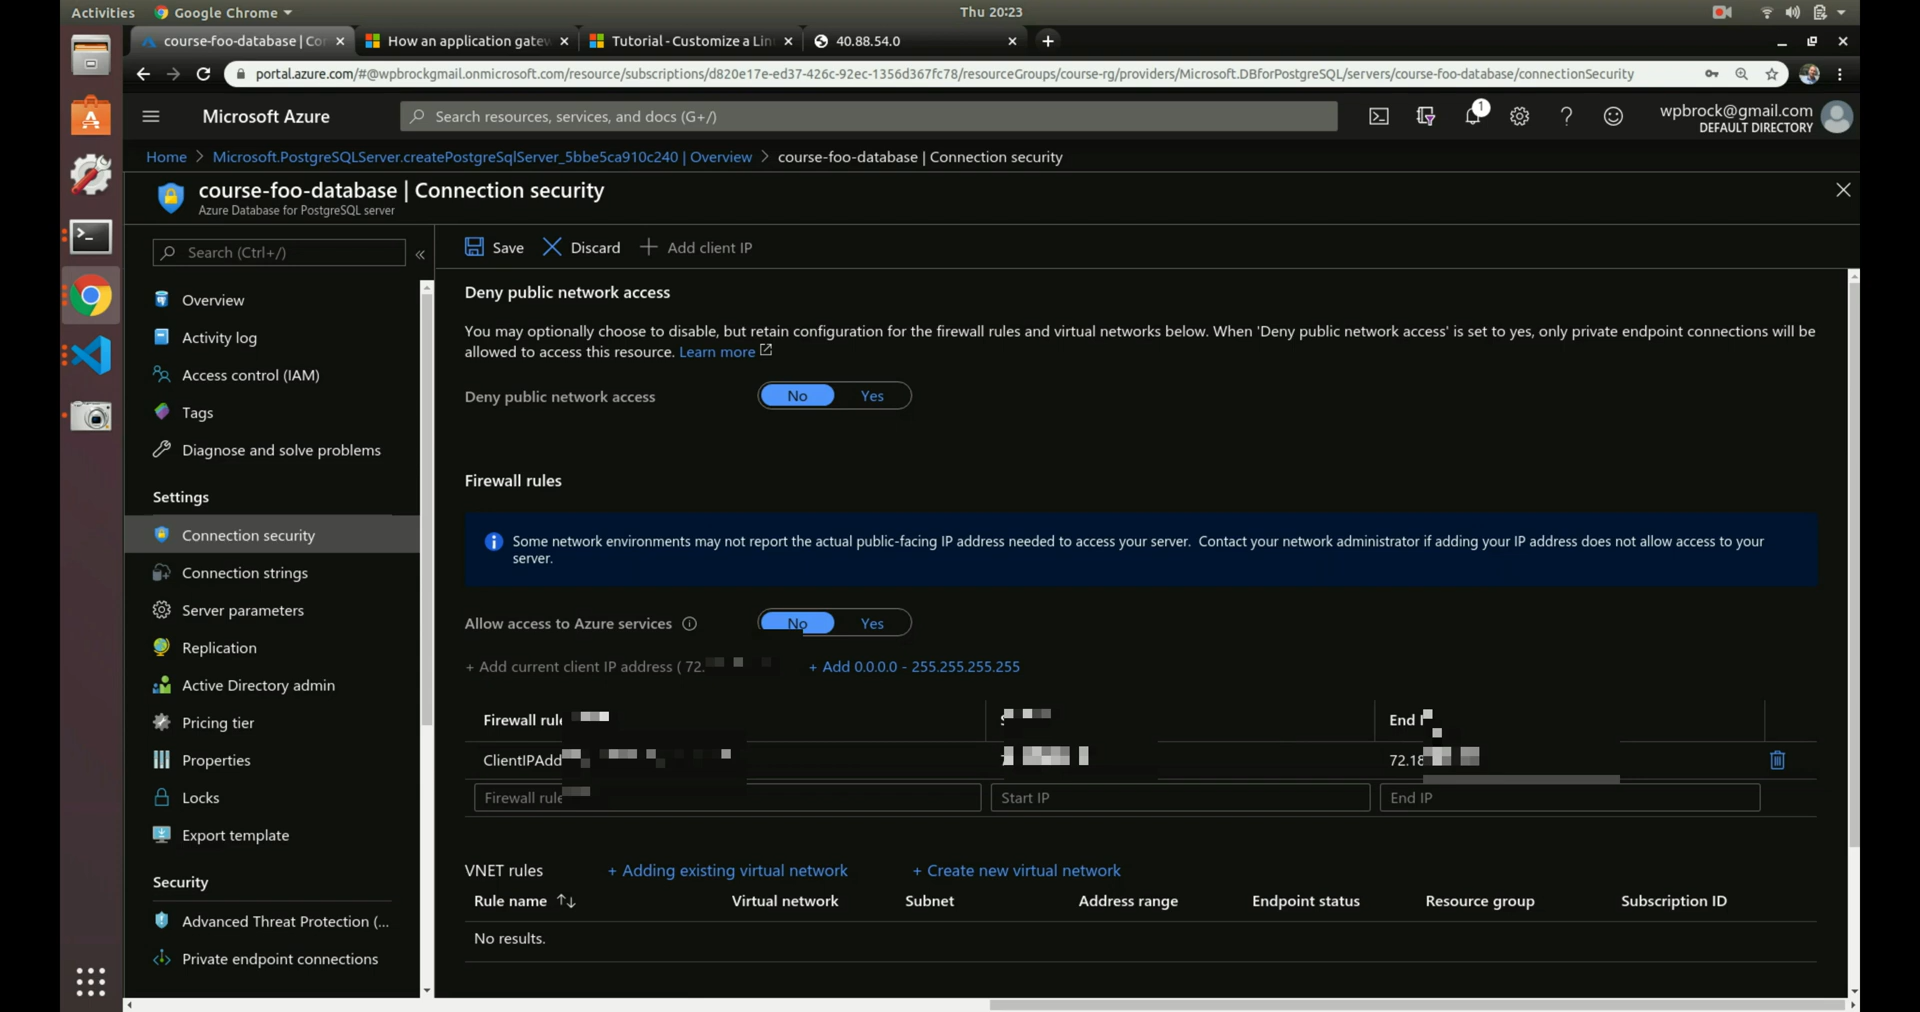 Activities
Google Chrome
Thu 20:23
course-foo-database | Co
How an application gatew
Tutorial - Customize a Lin
40.88.54.0
portal.azure.com/#@wpbrockgmail.onmicrosoft.com/resource/subscriptions/d820e17e-ed37-426c-92ec-1356d367fc78/resourceGroups/course-rg/providers/Microsoft.DBforPostgreSQL/servers/course-foo-database/connectionSecurity
Microsoft Azure
Search resources, services, and docs (G+/)
1
wpbrock@gmail.com
DEFAULT DIRECTORY
Home > Microsoft.PostgreSQLServer.createPostgreSqlServer_5bbe5ca910c240 | Overview > course-foo-database | Connection security
course-foo-database | Connection security
Azure Database for PostgreSQL server
Search (Ctrl+/)
«
Save
Discard
Add client IP
Overview
Activity log
Access control (IAM)
Tags
Diagnose and solve problems
Settings
Connection security
Connection strings
Server parameters
Replication
Active Directory admin
Pricing tier
Properties
Locks
Export template
Security
Advanced Threat Protection (...
Private endpoint connections
Deny public network access
You may optionally choose to disable, but retain configuration for the firewall rules and virtual networks below. When 'Deny public network access' is set to yes, only private endpoint connections will be
allowed to access this resource. Learn more
Deny public network access No Yes
Firewall rules
Some network environments may not report the actual public-facing IP address needed to access your server. Contact your network administrator if adding your IP address does not allow access to your
server.
Allow access to Azure services No Yes
+ Add current client IP address ( 72. + Add 0.0.0.0 - 255.255.255.255
Firewall rule End
ClientIPAdd 72.18
Firewall rule Start IP End IP
VNET rules + Adding existing virtual network + Create new virtual network
Rule name Virtual network Subnet Address range Endpoint status Resource group Subscription ID
No results.